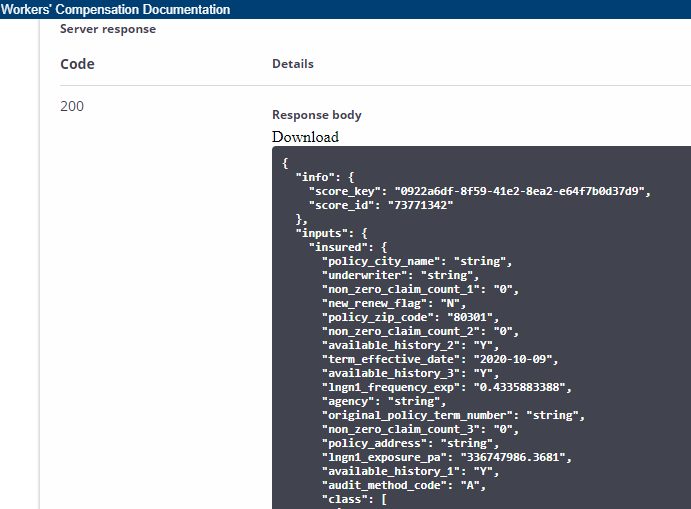 Workers' Compensation Documentation
Server response
Code Details
200
Response body
Download
{
"info": {
"score_key": "0922a6df-8f59-41e2-8ea2-e64f7b0d37d9",
"score_id": "73771342"
},
"inputs": {
"insured": {
"policy_city_name": "string",
"underwriter": "string",
"non_zero_claim_count_1": "0",
"new_renew_flag": "N",
"policy_zip_code": "80301",
"non_zero_claim_count_2": "0",
"available_history_2": "Y",
"term_effective_date": "2020-10-09",
"available_history_3": "Y",
"lngn1_frequency_exp": "0.4335883388",
"agency": "string",
"original_policy_term_number": "string",
"non_zero_claim_count_3": "0",
"policy_address": "string",
"lngn1_exposure_pa": "336747986.3681",
"available_history_1": "Y",
"audit_method_code": "A",
"class": [